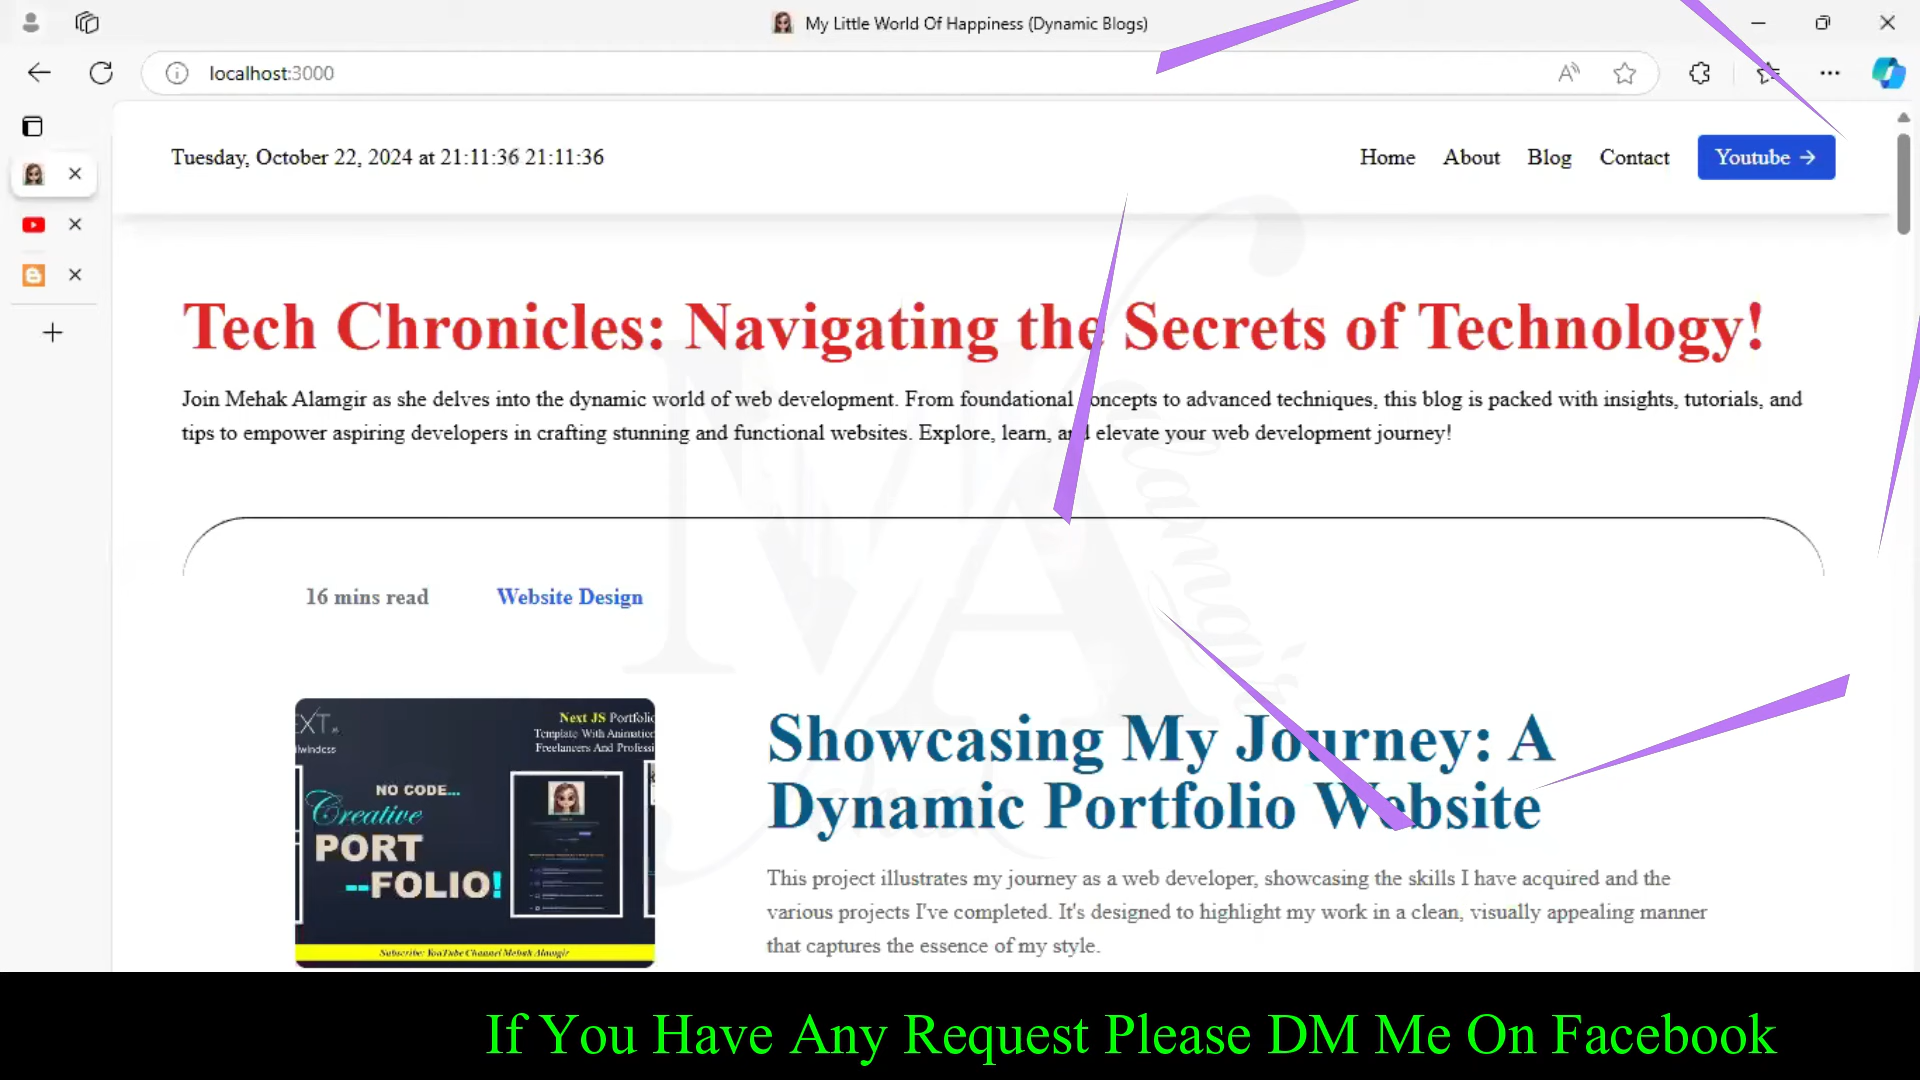 My Little World Of Happiness (Dynamic Blogs)
localhost:3000
Tuesday, October 22, 2024 at 21:11:36 21:11:36
Home About Blog Contact Youtube →
Tech Chronicles: Navigating the Secrets of Technology!
Join Mehak Alamgir as she delves into the dynamic world of web development. From foundational concepts to advanced techniques, this blog is packed with insights, tutorials, and
tips to empower aspiring developers in crafting stunning and functional websites. Explore, learn, and elevate your web development journey!
16 mins read Website Design
Next JS Portfolio
Template With Animation
Freelancers And Professi
NO CODE...
Creative
PORT
--FOLIO!
Subscribe: YouTube Channel Mehak Alamgir
Showcasing My Journey: A
Dynamic Portfolio Website
This project illustrates my journey as a web developer, showcasing the skills I have acquired and the
various projects I've completed. It's designed to highlight my work in a clean, visually appealing manner
that captures the essence of my style.
If You Have Any Request Please DM Me On Facebook